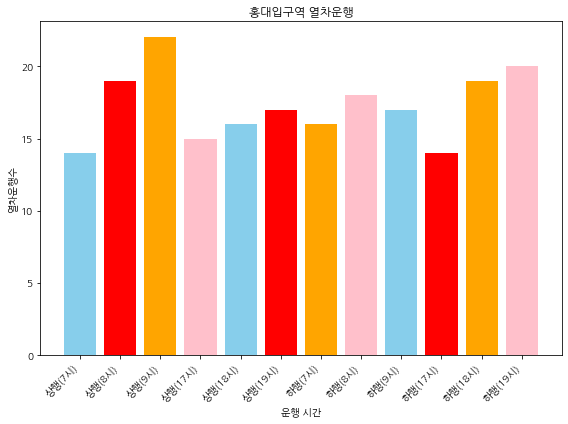 홍대입구역 열차운행
열차운행수
20
15
10
5
0
상행(7시)
상행(8시)
상행(9시)
상행(17시)
상행(18시)
상행(19시)
하행(7시)
하행(8시)
하행(9시)
하행(17시)
하행(18시)
하행(19시)
운행 시간